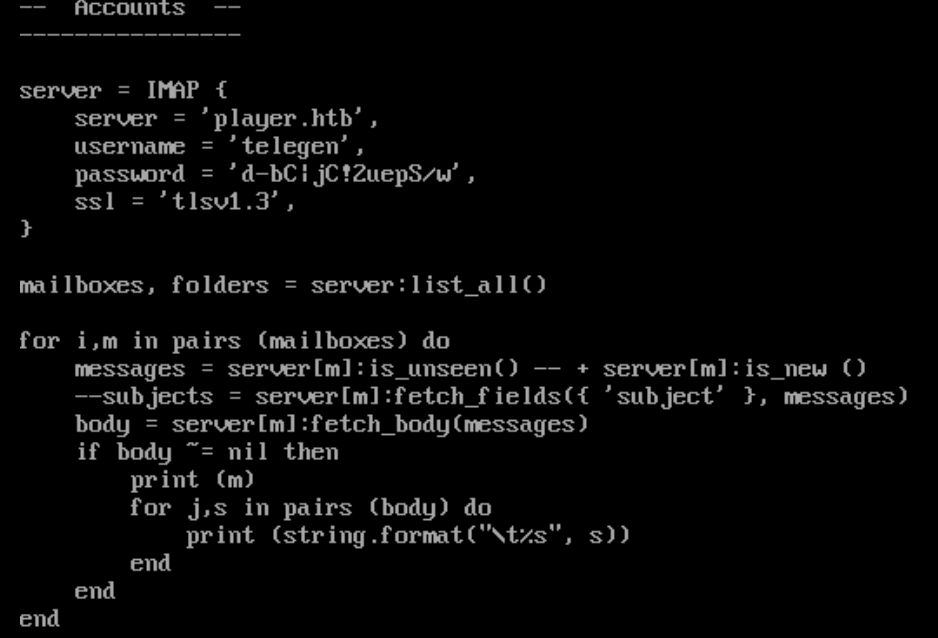 -- Accounts --
----------------
server = IMAP {
    server = 'player.htb',
    username = 'telegen',
    password = 'd-bC|jC!2uepS/w',
    ssl = 'tlsv1.3',
}
mailboxes, folders = server:list_all()
for i,m in pairs (mailboxes) do
    messages = server[m]:is_unseen() -- + server[m]:is_new ()
    --subjects = server[m]:fetch_fields({ 'subject' }, messages)
    body = server[m]:fetch_body(messages)
    if body ~= nil then
        print (m)
        for j,s in pairs (body) do
            print (string.format("\t%s", s))
        end
    end
end